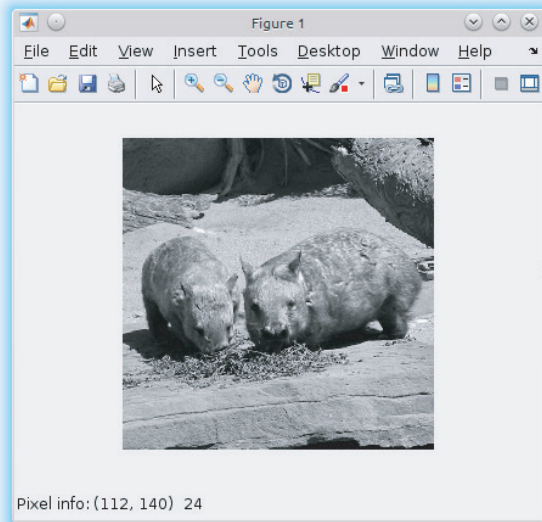 Figure 1
File Edit View Insert Tools Desktop Window Help
Pixel info: (112, 140) 24